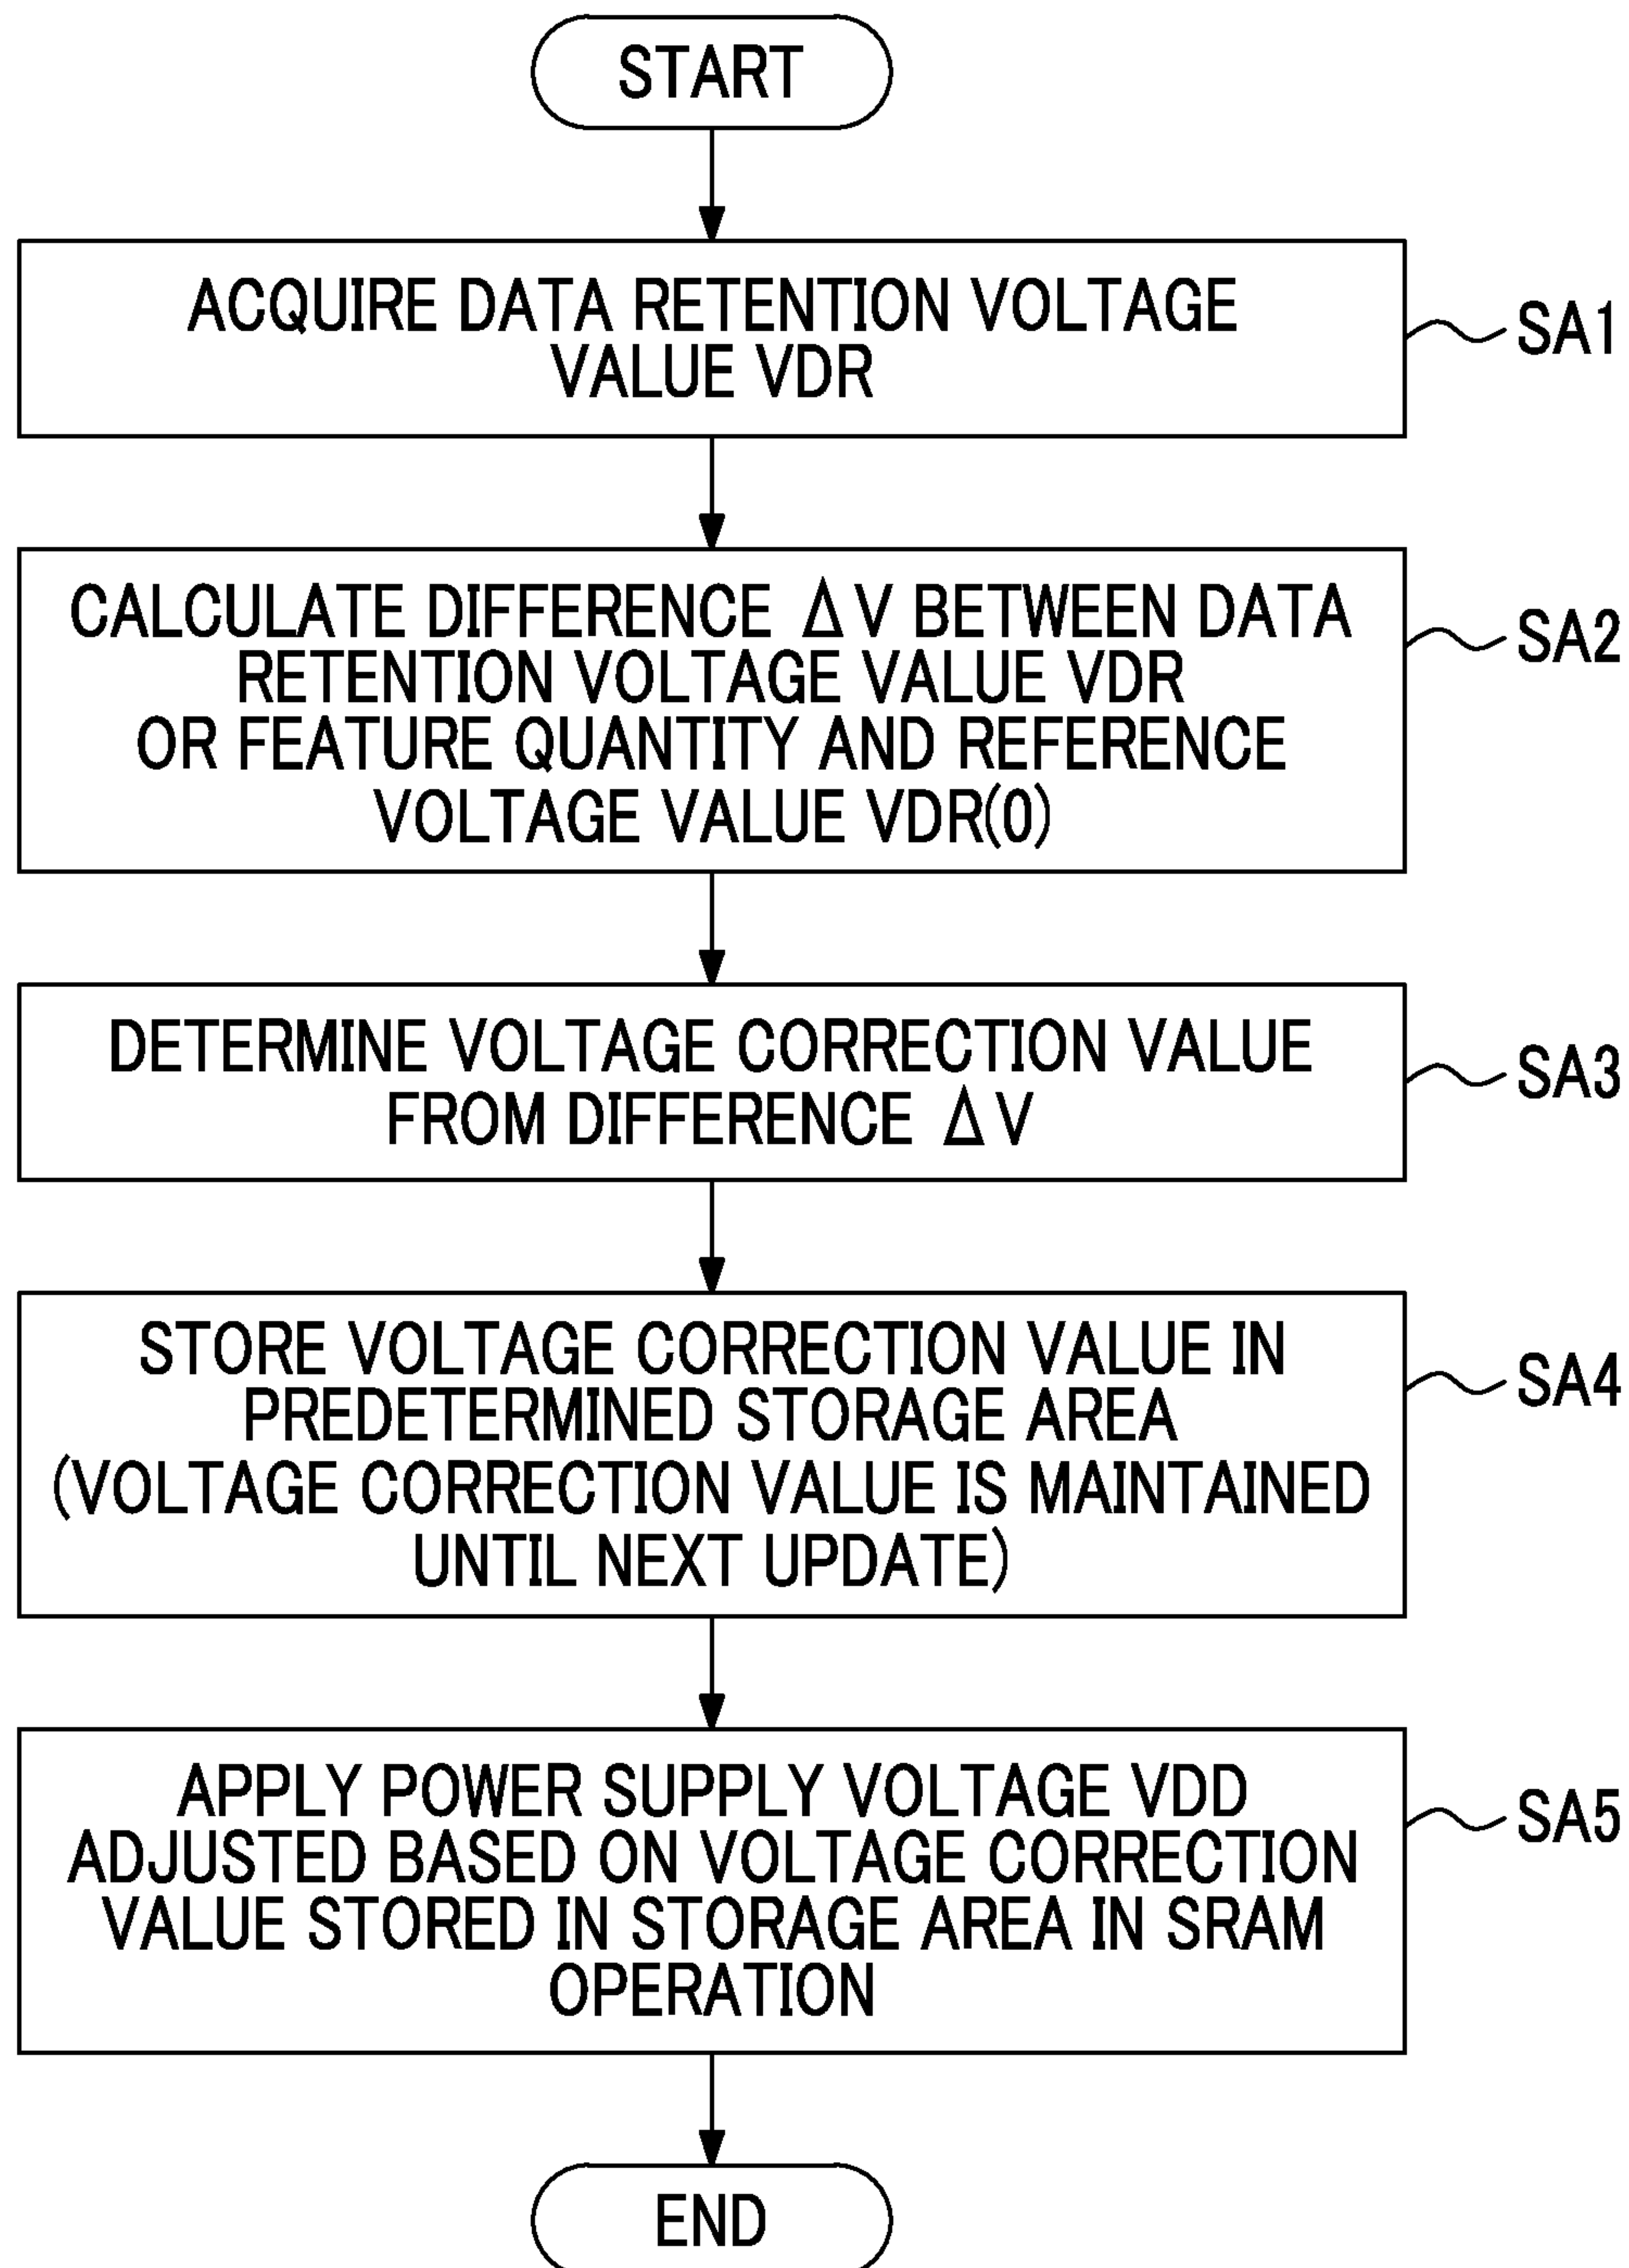 START
ACQUIRE DATA RETENTION VOLTAGE
VALUE VDR
SA1
CALCULATE DIFFERENCE ΔV BETWEEN DATA
RETENTION VOLTAGE VALUE VDR
OR FEATURE QUANTITY AND REFERENCE
VOLTAGE VALUE VDR(0)
SA2
DETERMINE VOLTAGE CORRECTION VALUE
FROM DIFFERENCE ΔV
SA3
STORE VOLTAGE CORRECTION VALUE IN
PREDETERMINED STORAGE AREA
(VOLTAGE CORRECTION VALUE IS MAINTAINED
UNTIL NEXT UPDATE)
SA4
APPLY POWER SUPPLY VOLTAGE VDD
ADJUSTED BASED ON VOLTAGE CORRECTION
VALUE STORED IN STORAGE AREA IN SRAM
OPERATION
SA5
END